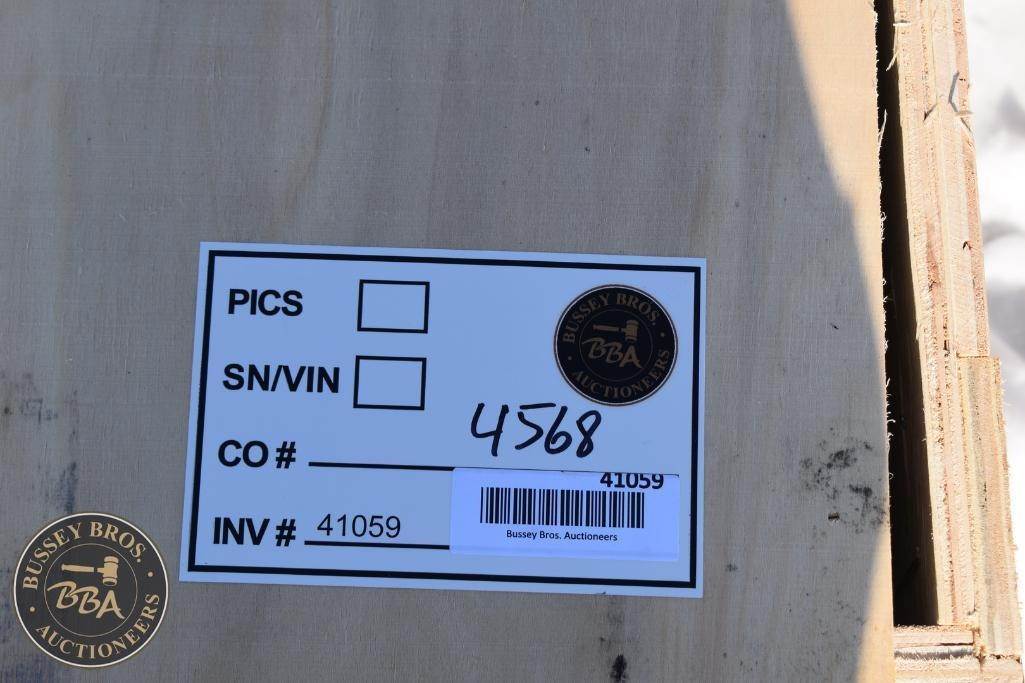 PICS
BUSSEY BROS.
BBA
AUCTIONEERS
SN/VIN
4568
CO #
41059
INV # 41059
Bussey Bros. Auctioneers
BUSSEY BROS.
BBA
AUCTIONEERS